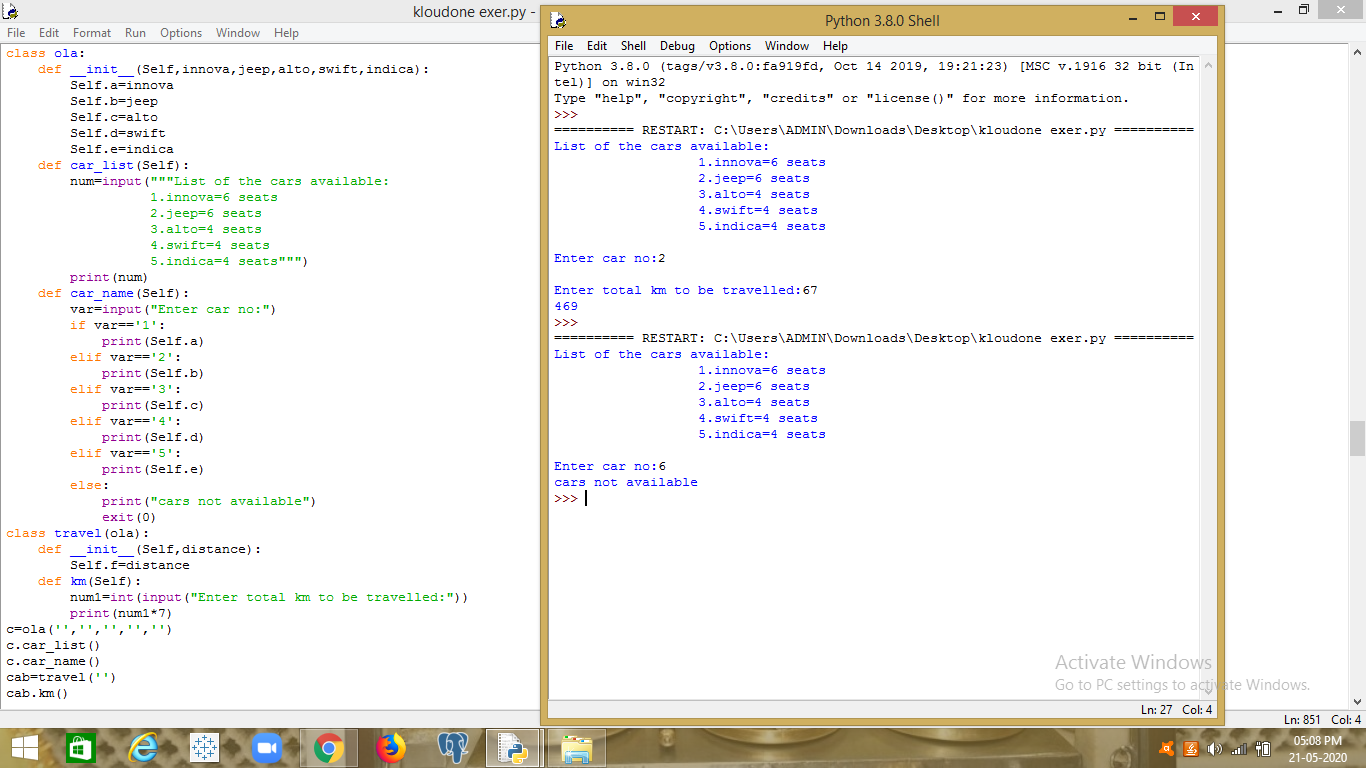 kloudone exer.py -
File Edit Format Run Options Window Help
class ola:
    def __init__(Self,innova,jeep,alto,swift,indica):
        Self.a=innova
        Self.b=jeep
        Self.c=alto
        Self.d=swift
        Self.e=indica
    def car_list(Self):
        num=input("""List of the cars available:
                  1.innova=6 seats
                  2.jeep=6 seats
                  3.alto=4 seats
                  4.swift=4 seats
                  5.indica=4 seats""")
        print(num)
    def car_name(Self):
        var=input("Enter car no:")
        if var=='1':
            print(Self.a)
        elif var=='2':
            print(Self.b)
        elif var=='3':
            print(Self.c)
        elif var=='4':
            print(Self.d)
        elif var=='5':
            print(Self.e)
        else:
            print("cars not available")
            exit(0)
class travel(ola):
    def __init__(Self,distance):
        Self.f=distance
    def km(Self):
        num1=int(input("Enter total km to be travelled:"))
        print(num1*7)
c=ola('','','','','')
c.car_list()
c.car_name()
cab=travel('')
cab.km()
Python 3.8.0 Shell
File Edit Shell Debug Options Window Help
Python 3.8.0 (tags/v3.8.0:fa919fd, Oct 14 2019, 19:21:23) [MSC v.1916 32 bit (In
tel)] on win32
Type "help", "copyright", "credits" or "license()" for more information.
>>>
========== RESTART: C:\Users\ADMIN\Downloads\Desktop\kloudone exer.py ==========
List of the cars available:
                  1.innova=6 seats
                  2.jeep=6 seats
                  3.alto=4 seats
                  4.swift=4 seats
                  5.indica=4 seats
Enter car no:2
Enter total km to be travelled:67
469
>>>
========== RESTART: C:\Users\ADMIN\Downloads\Desktop\kloudone exer.py ==========
List of the cars available:
                  1.innova=6 seats
                  2.jeep=6 seats
                  3.alto=4 seats
                  4.swift=4 seats
                  5.indica=4 seats
Enter car no:6
cars not available
>>>
Activate Windows
Go to PC settings to activate Windows.
Ln: 27 Col: 4
Ln: 851 Col: 4
05:08 PM
21-05-2020